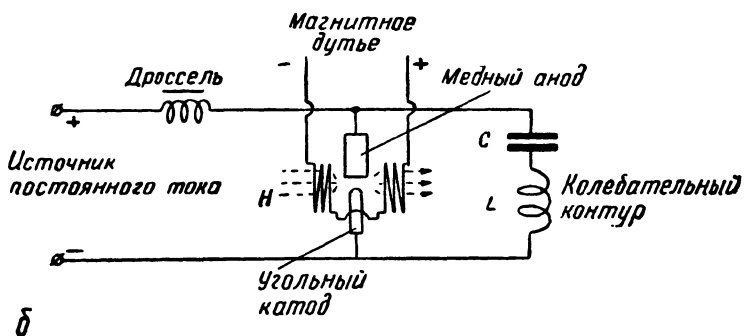 Магнитное
дутье
-
+
Дроссель
Медный анод
+
C
Источник
постоянного тока
H
L
Колебательный
контур
-
Угольный
катод
б